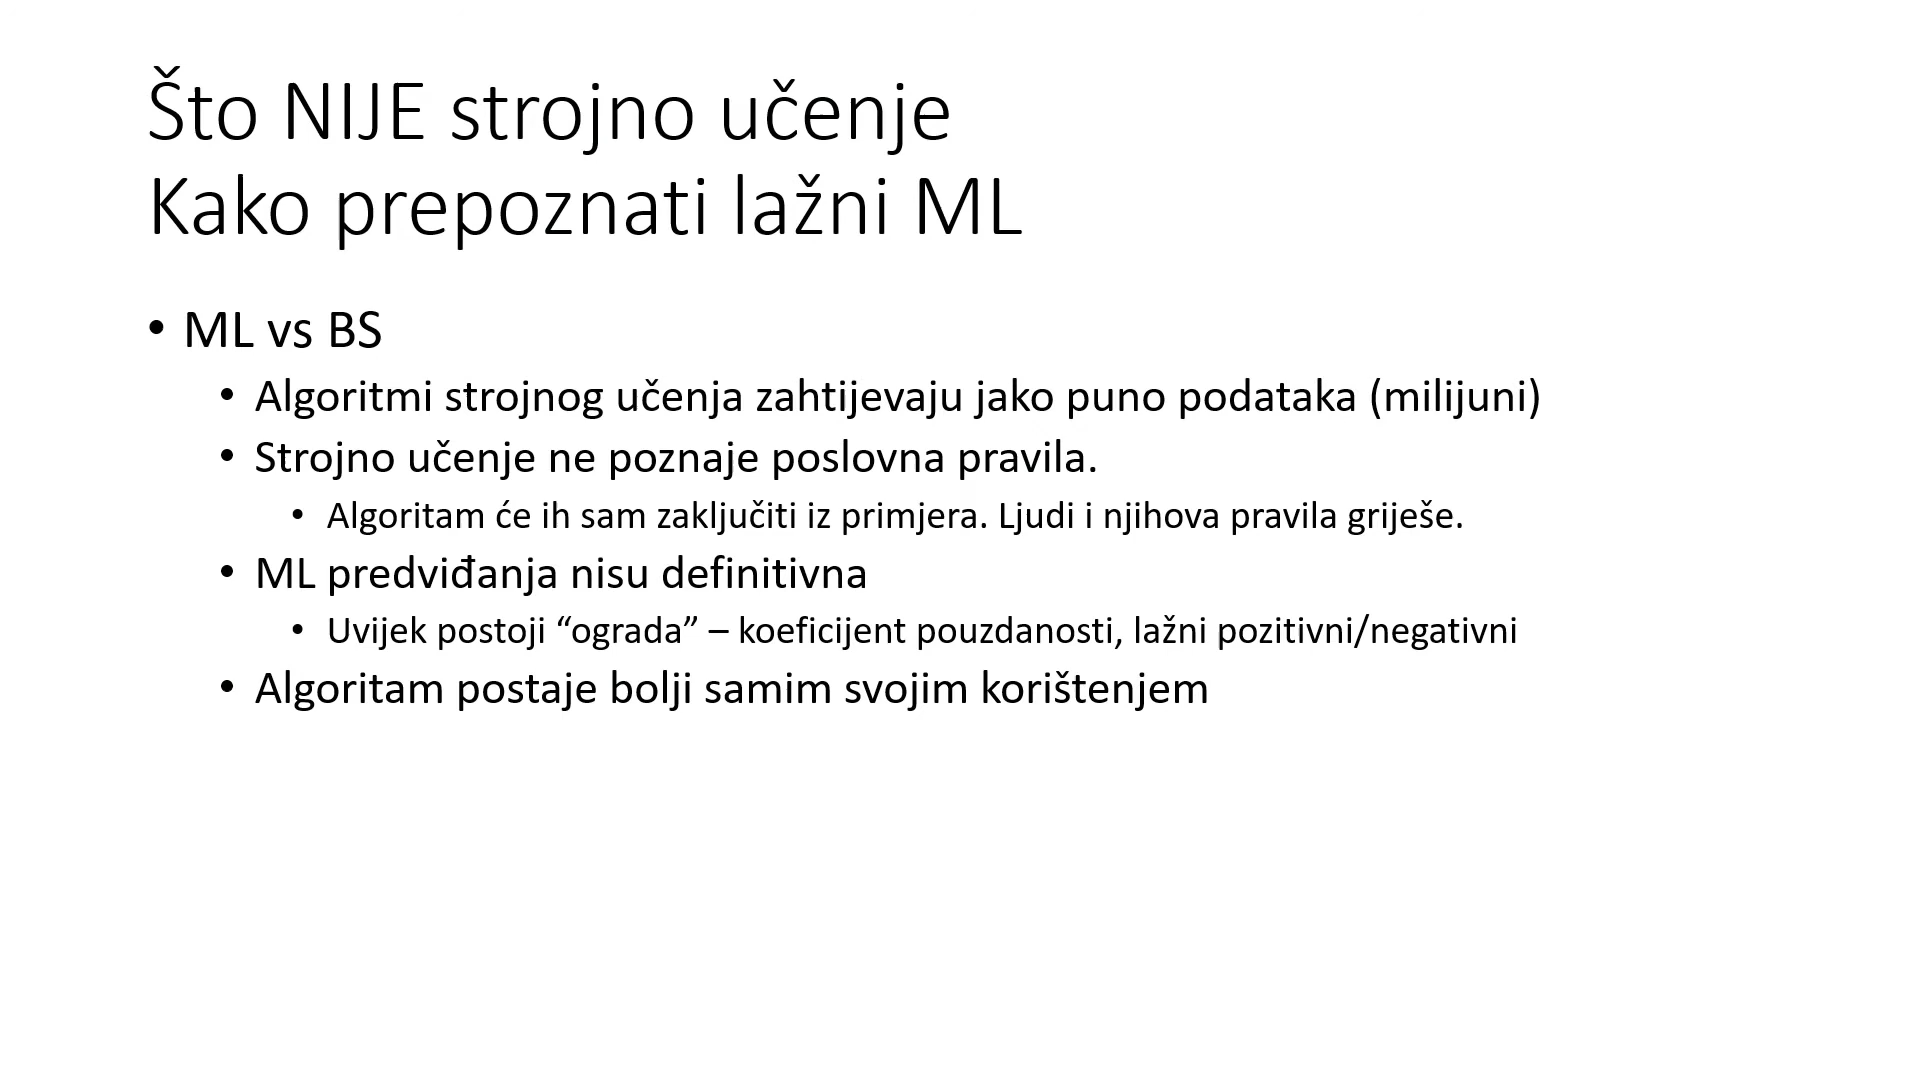 Što NIJE strojno učenje
Kako prepoznati lažni ML
• ML vs BS
• Algoritmi strojnog učenja zahtijevaju jako puno podataka (milijuni)
• Strojno učenje ne poznaje poslovna pravila.
• Algoritam će ih sam zaključiti iz primjera. Ljudi i njihova pravila griješe.
• ML predviđanja nisu definitivna
• Uvijek postoji “ograda” – koeficijent pouzdanosti, lažni pozitivni/negativni
• Algoritam postaje bolji samim svojim korištenjem